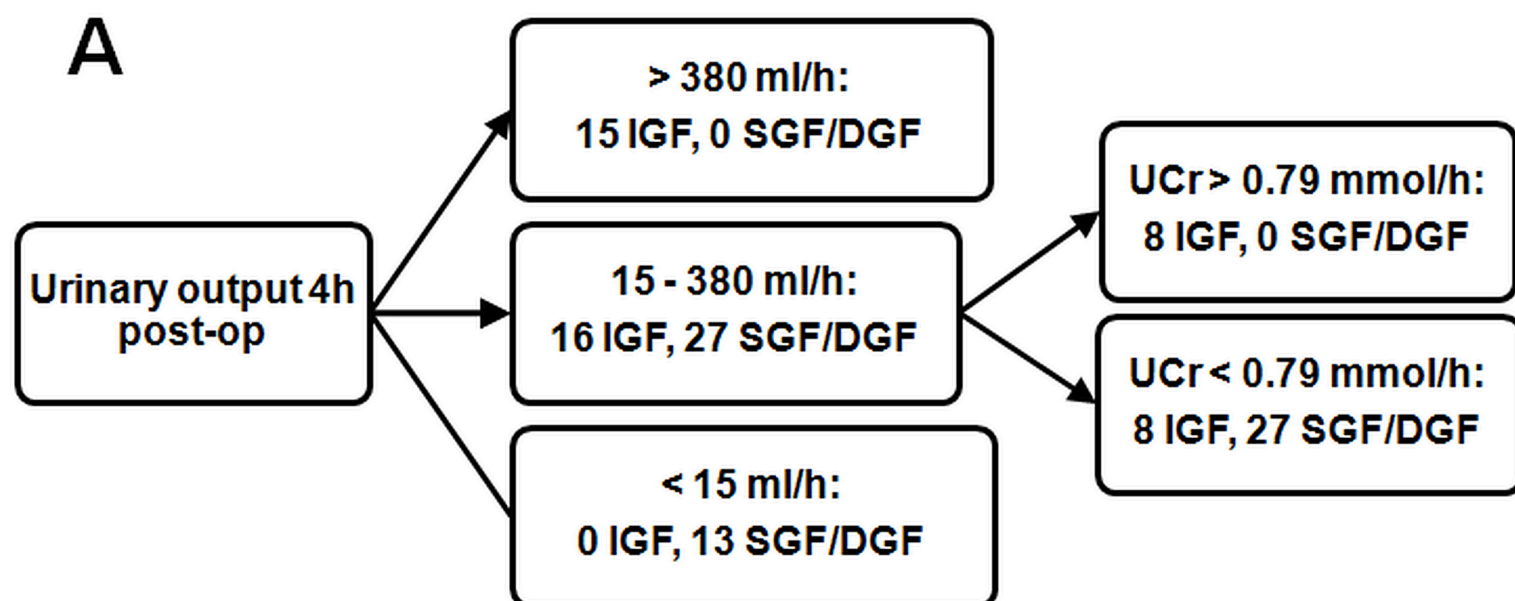 A
> 380 ml/h:
15 IGF, 0 SGF/DGF
Urinary output 4h
post-op
15 - 380 ml/h:
16 IGF, 27 SGF/DGF
< 15 ml/h:
0 IGF, 13 SGF/DGF
UCr > 0.79 mmol/h:
8 IGF, 0 SGF/DGF
UCr < 0.79 mmol/h:
8 IGF, 27 SGF/DGF